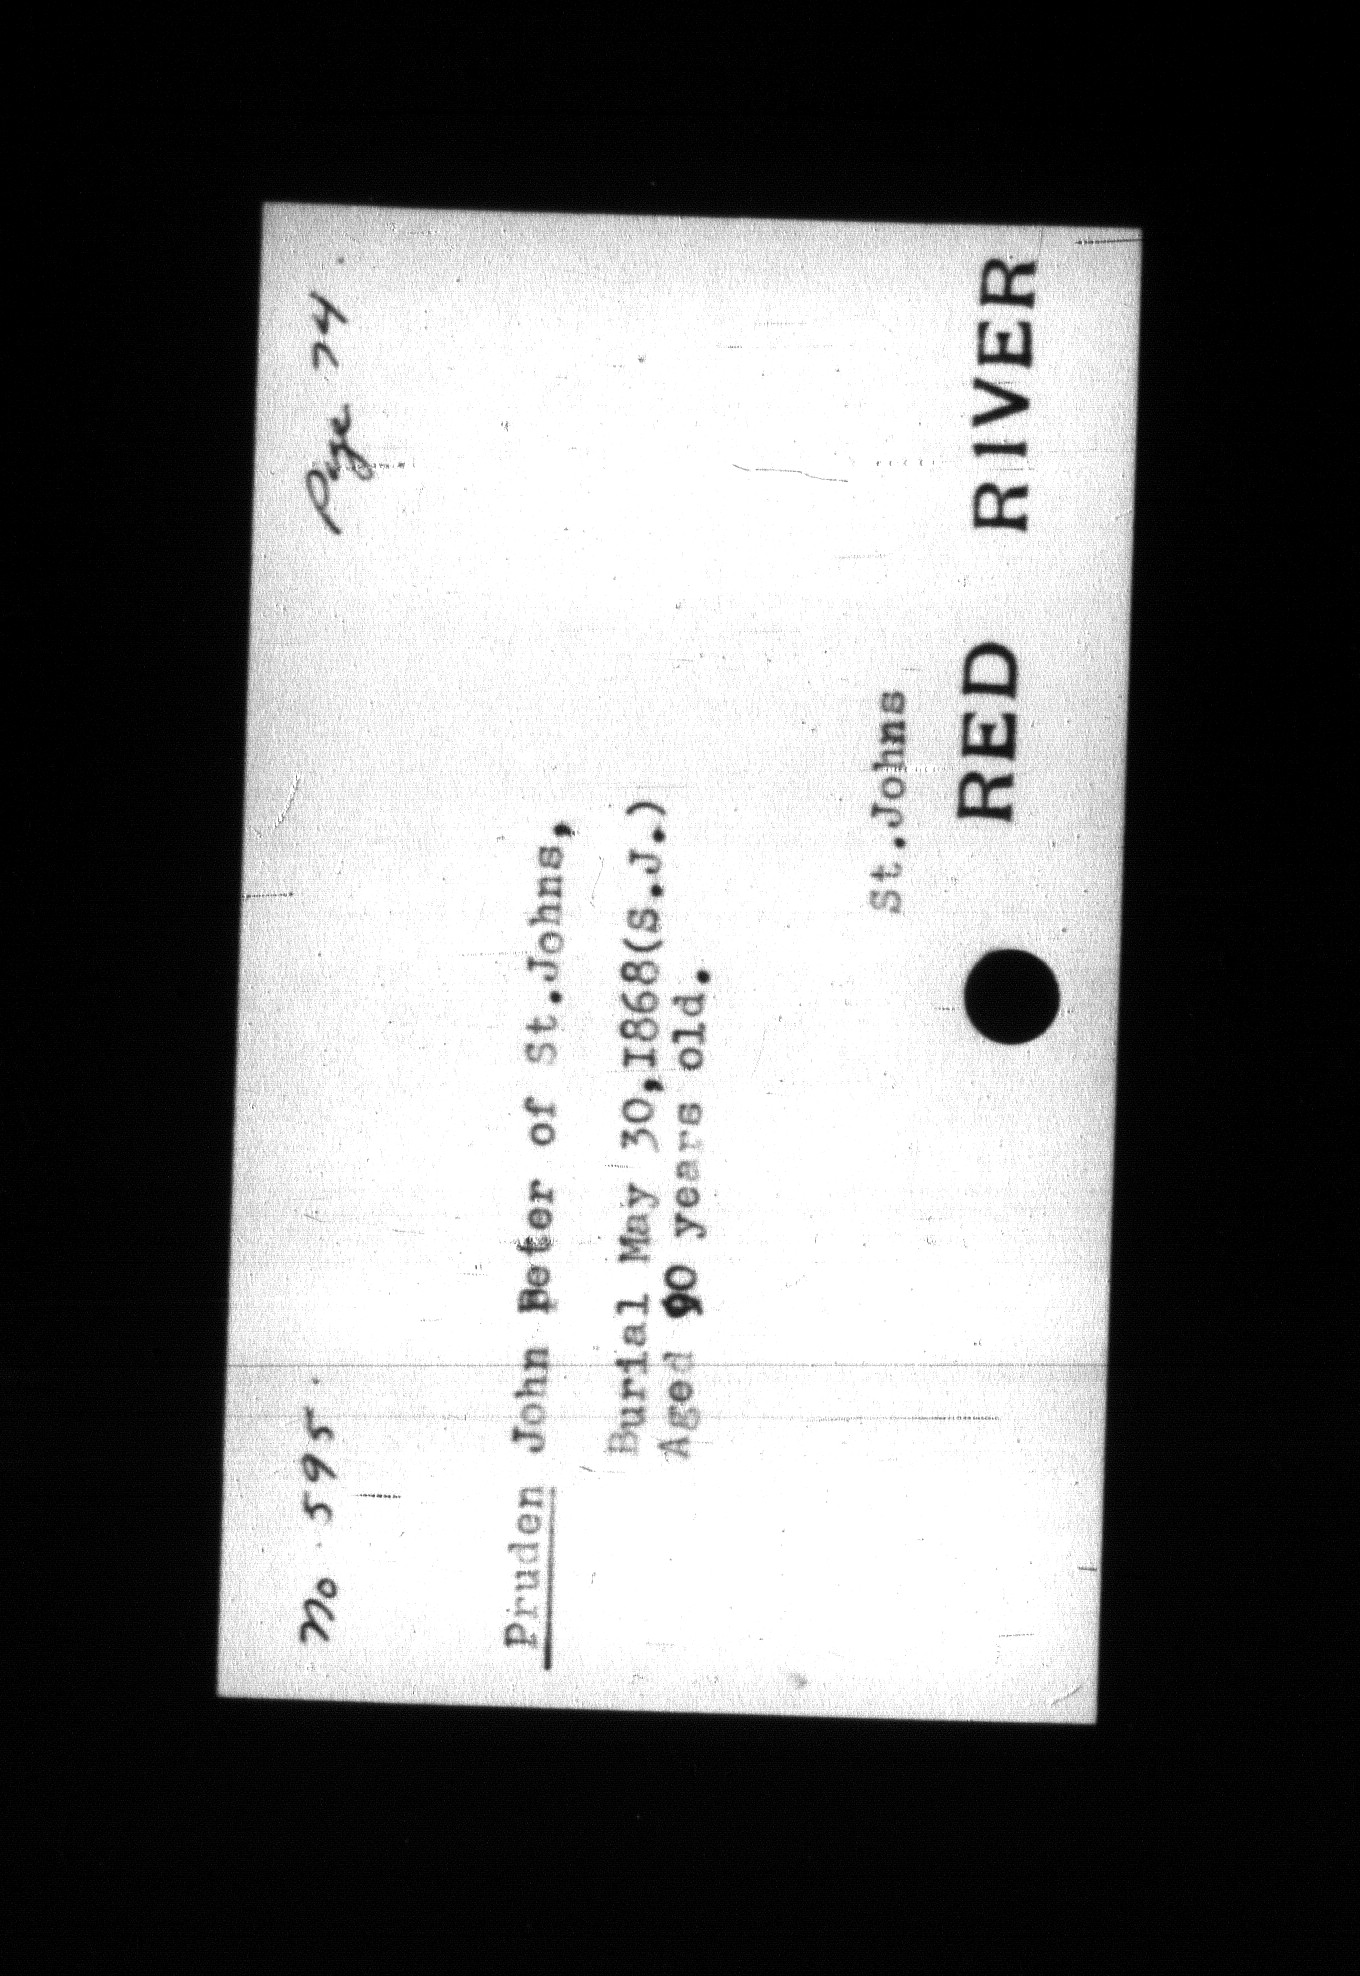 No. 595. Page 74.
Pruden John Peter of St.Johns,
Burial May 30,1868(S.J.)
Aged 90 years old.
St.Johns
RED RIVER